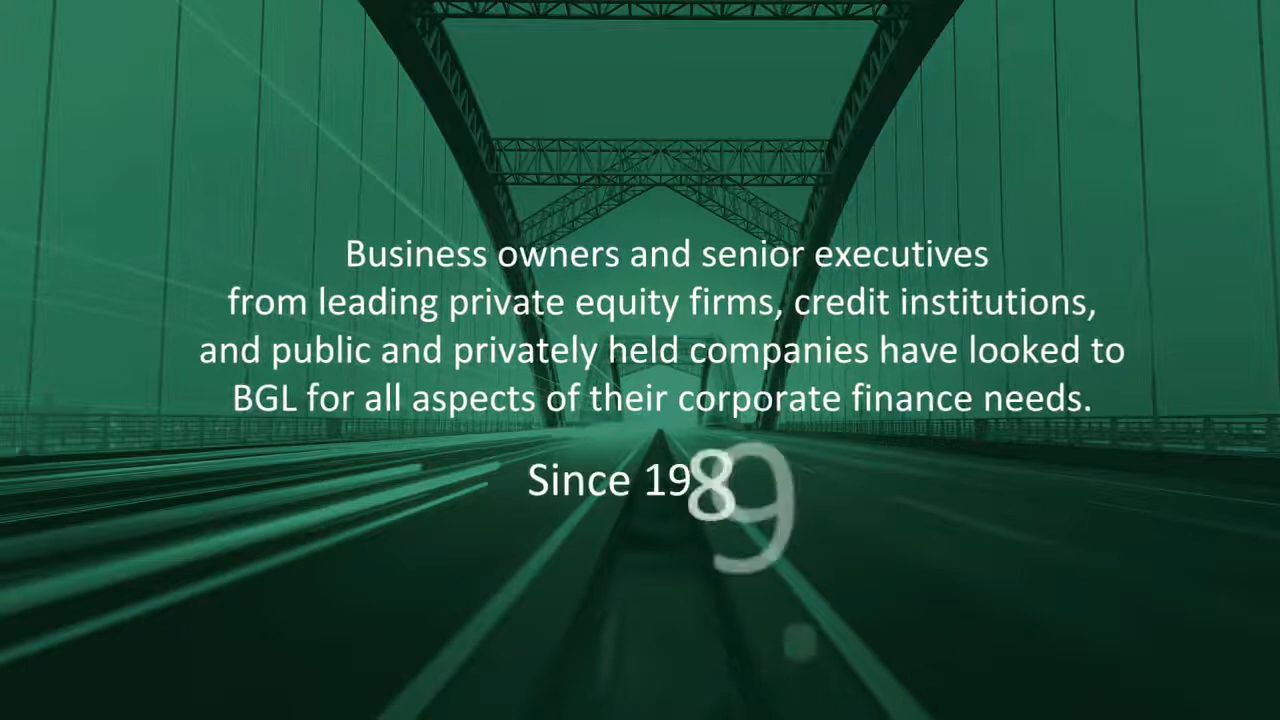 Business owners and senior executives
from leading private equity firms, credit institutions,
and public and privately held companies have looked to
BGL for all aspects of their corporate finance needs.
Since 1989.